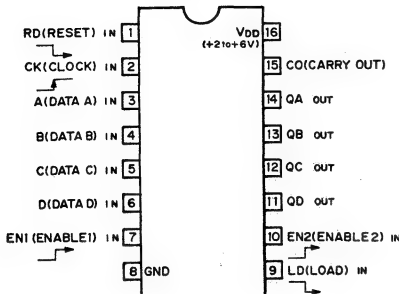 RD(RESET) IN 1
CK(CLOCK) IN 2
A(DATA A) IN 3
B(DATA B) IN 4
C(DATA C) IN 5
D(DATA D) IN 6
EN1(ENABLE1) IN 7
8 GND
VDD 16
(+2 to +6V)
15 CO(CARRY OUT)
14 QA OUT
13 QB OUT
12 QC OUT
11 QD OUT
10 EN2(ENABLE2) IN
9 LD(LOAD) IN